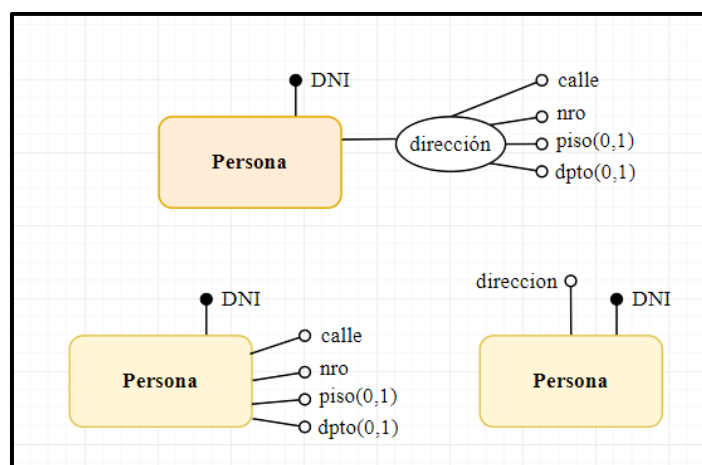 DNI
calle
nro
Persona
dirección
piso(0,1)
dpto(0,1)
DNI
calle
nro
Persona
piso(0,1)
dpto(0,1)
direccion
DNI
Persona